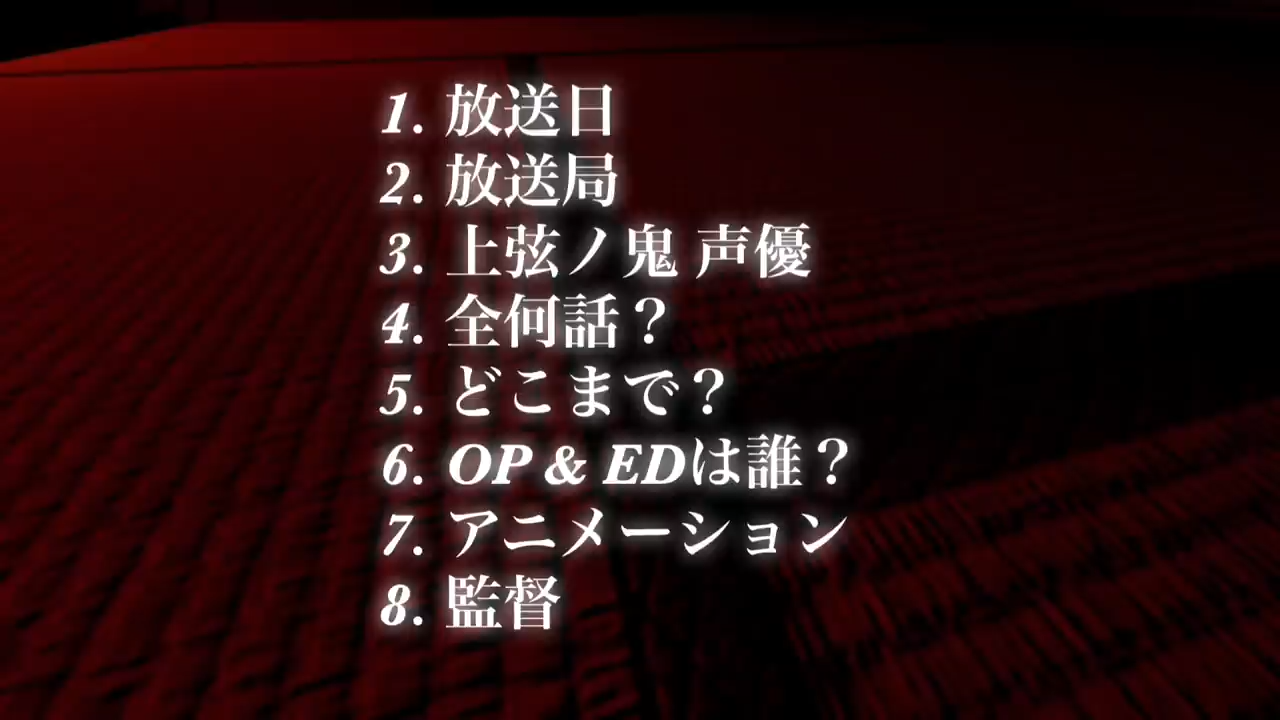 1. 放送日
2. 放送局
3. 上弦ノ鬼 声優
4. 全何話？
5. どこまで？
6. OP & EDは誰？
7. アニメーション
8. 監督